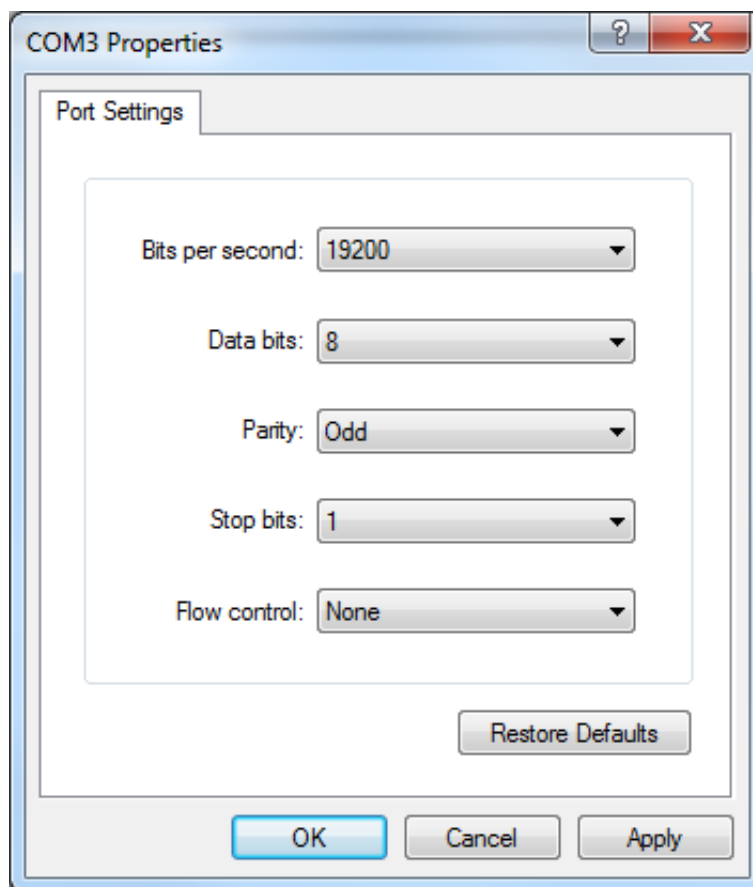 COM3 Properties
Port Settings
Bits per second: 19200
Data bits: 8
Parity: Odd
Stop bits: 1
Flow control: None
Restore Defaults
OK Cancel Apply